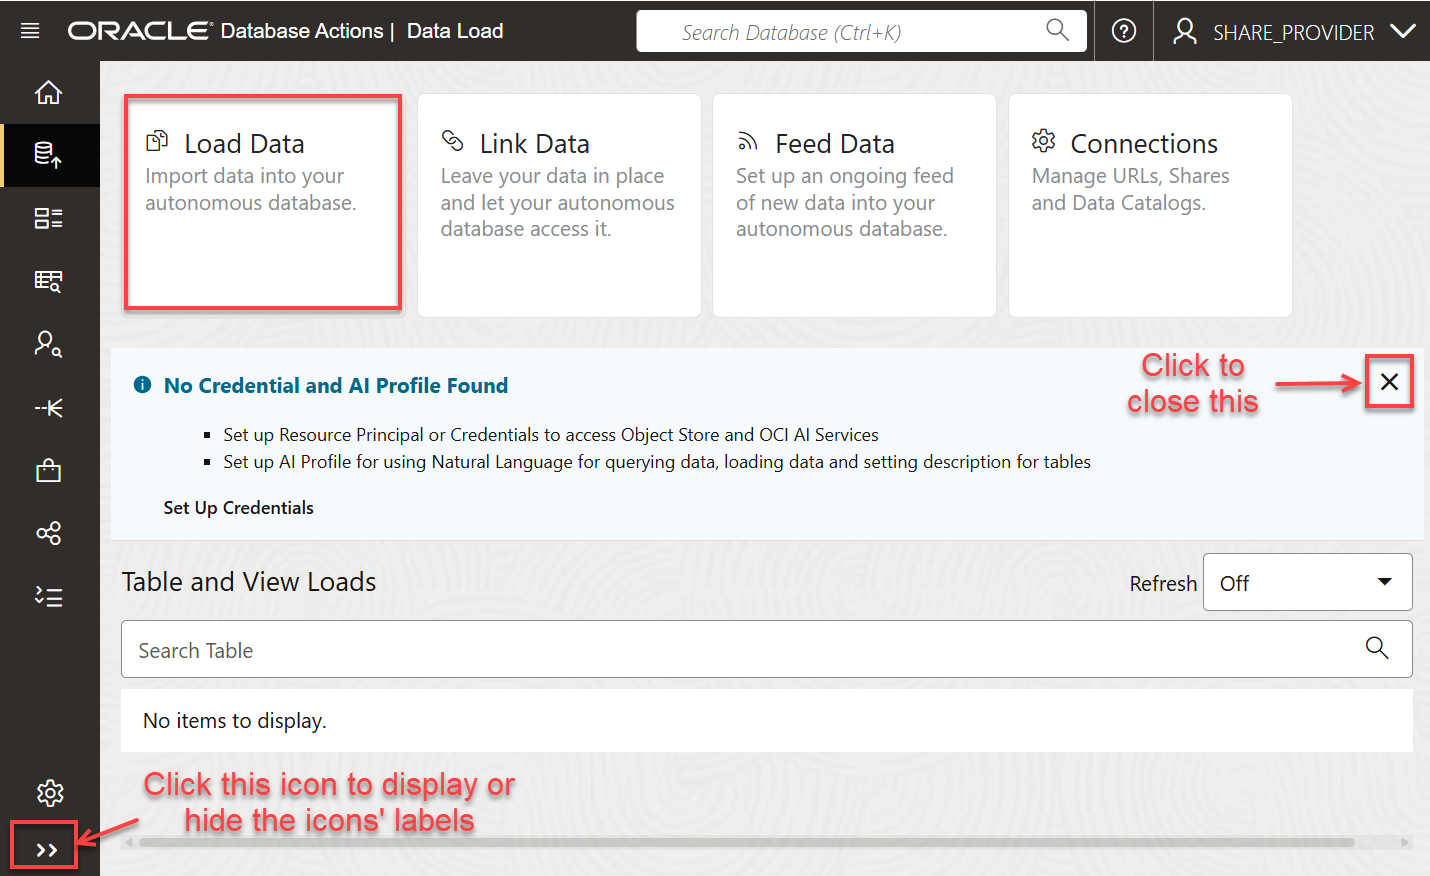 ORACLE® Database Actions | Data Load
Search Database (Ctrl+K)
SHARE_PROVIDER
Load Data
Import data into your
autonomous database.
Link Data
Leave your data in place
and let your autonomous
database access it.
Feed Data
Set up an ongoing feed
of new data into your
autonomous database.
Connections
Manage URLs, Shares
and Data Catalogs.
No Credential and AI Profile Found
Click to
close this
Set up Resource Principal or Credentials to access Object Store and OCI AI Services
Set up AI Profile for using Natural Language for querying data, loading data and setting description for tables
Set Up Credentials
Table and View Loads
Refresh
Off
Search Table
No items to display.
Click this icon to display or
hide the icons' labels